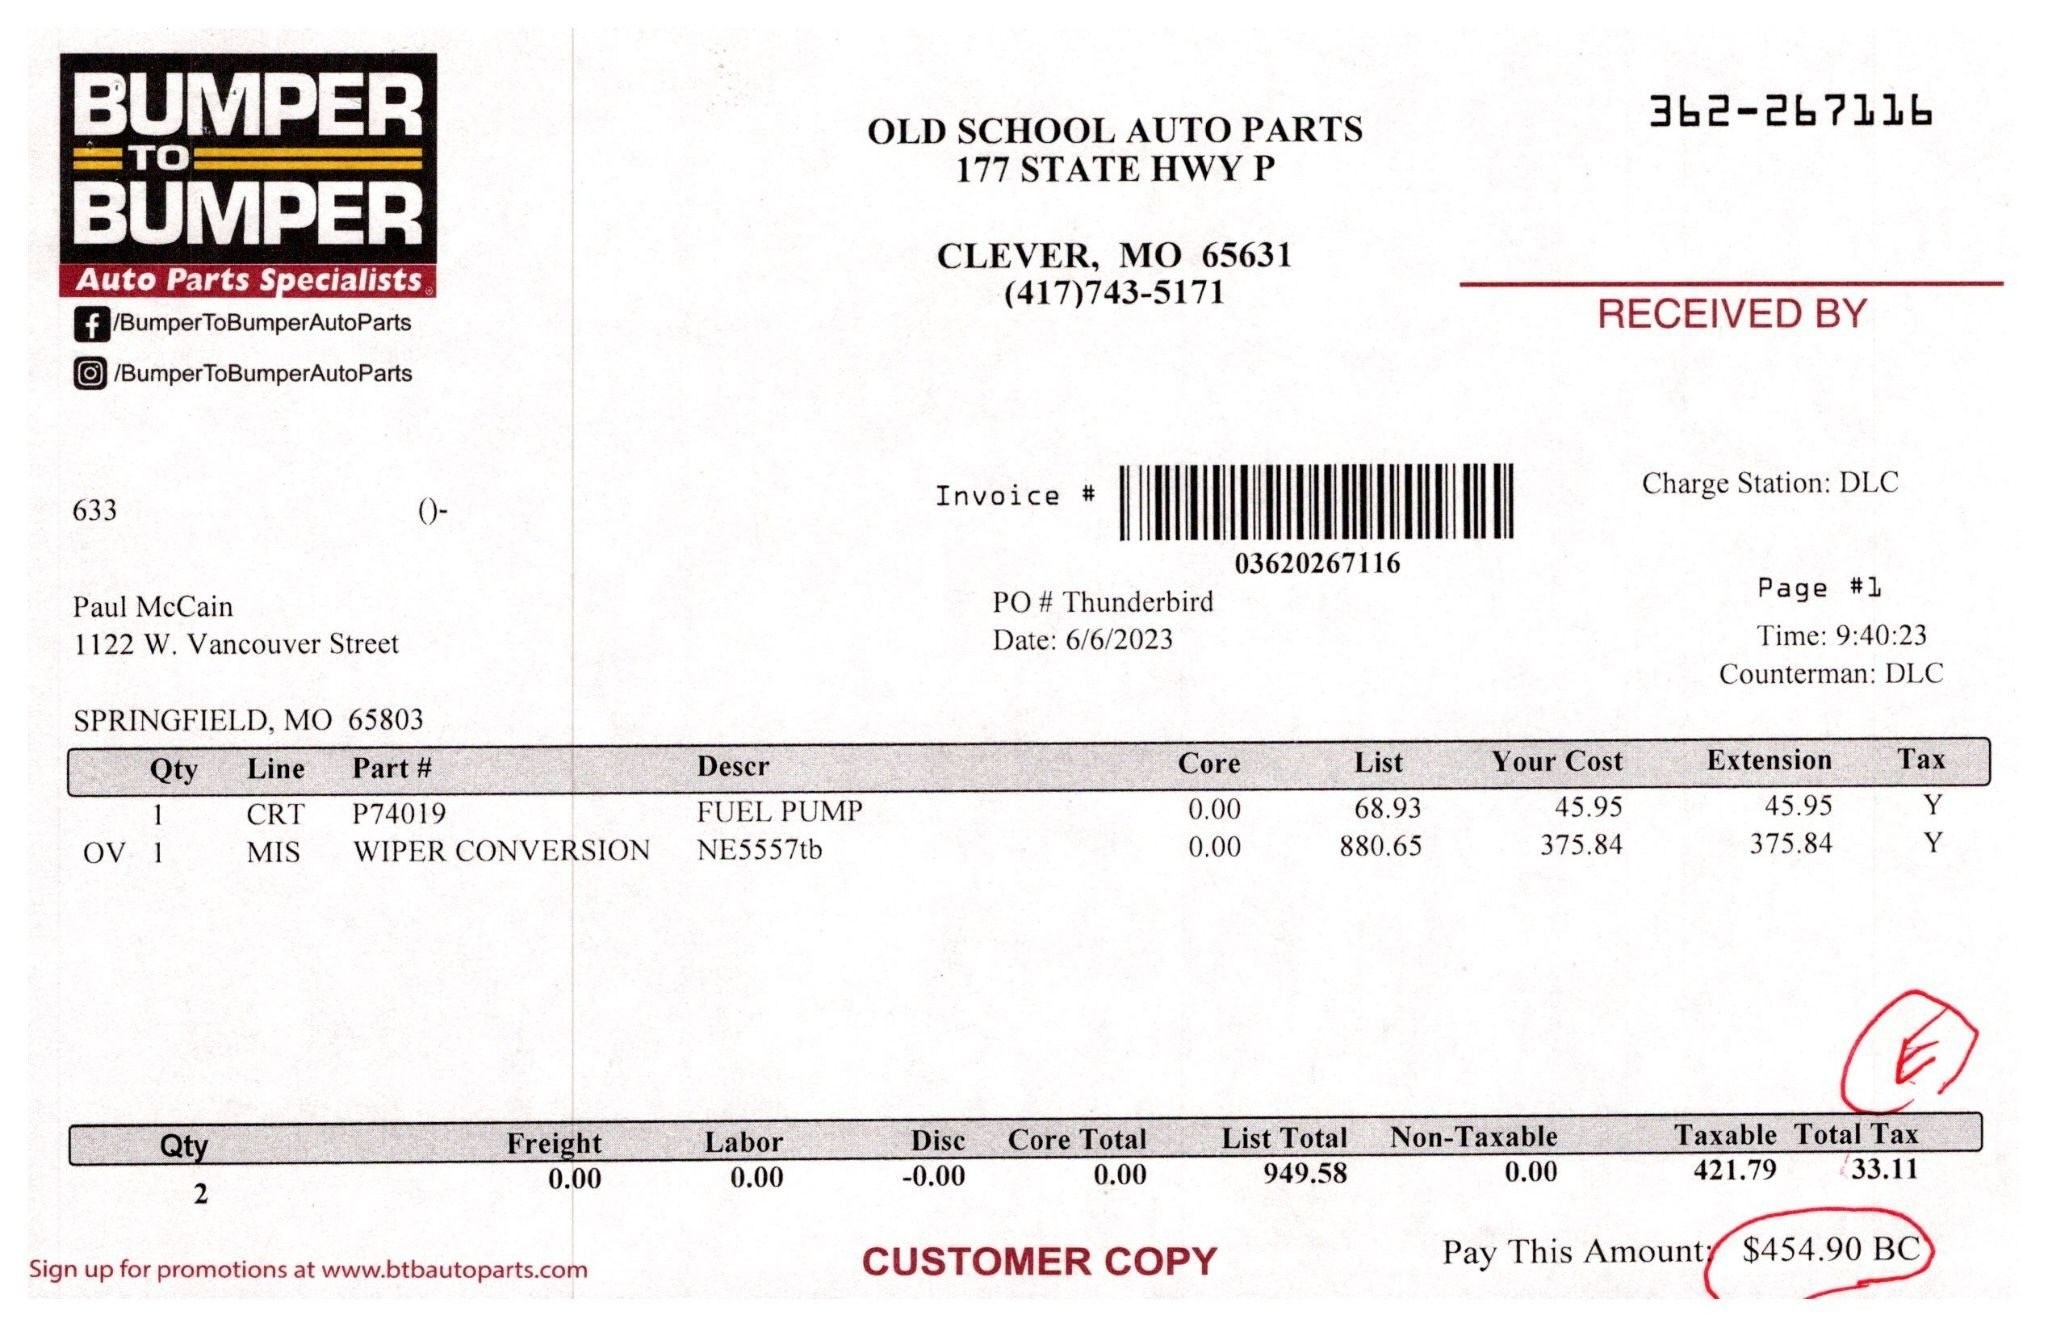 BUMPER
TO
BUMPER
Auto Parts Specialists®
/BumperToBumperAutoParts
/BumperToBumperAutoParts
OLD SCHOOL AUTO PARTS
177 STATE HWY P
CLEVER, MO 65631
(417)743-5171
362-267116
RECEIVED BY
633 ()-
Invoice #
03620267116
Charge Station: DLC
Paul McCain
1122 W. Vancouver Street
SPRINGFIELD, MO 65803
PO # Thunderbird
Date: 6/6/2023
Page #1
Time: 9:40:23
Counterman: DLC
Qty Line Part # Descr Core List Your Cost Extension Tax
1 CRT P74019 FUEL PUMP 0.00 68.93 45.95 45.95 Y
OV 1 MIS WIPER CONVERSION NE5557tb 0.00 880.65 375.84 375.84 Y
E
Qty Freight Labor Disc Core Total List Total Non-Taxable Taxable Total Tax
2 0.00 0.00 -0.00 0.00 949.58 0.00 421.79 33.11
Pay This Amount: $454.90 BC
Sign up for promotions at www.btbautoparts.com
CUSTOMER COPY